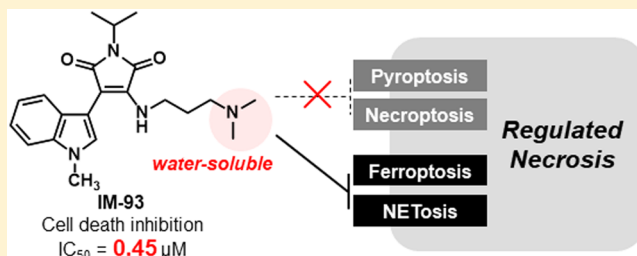 N
O
O
N
H
N
N
CH3
water-soluble
IM-93
Cell death inhibition
IC50 = 0.45 μM
Pyroptosis
Necroptosis
Ferroptosis
NETosis
Regulated
Necrosis